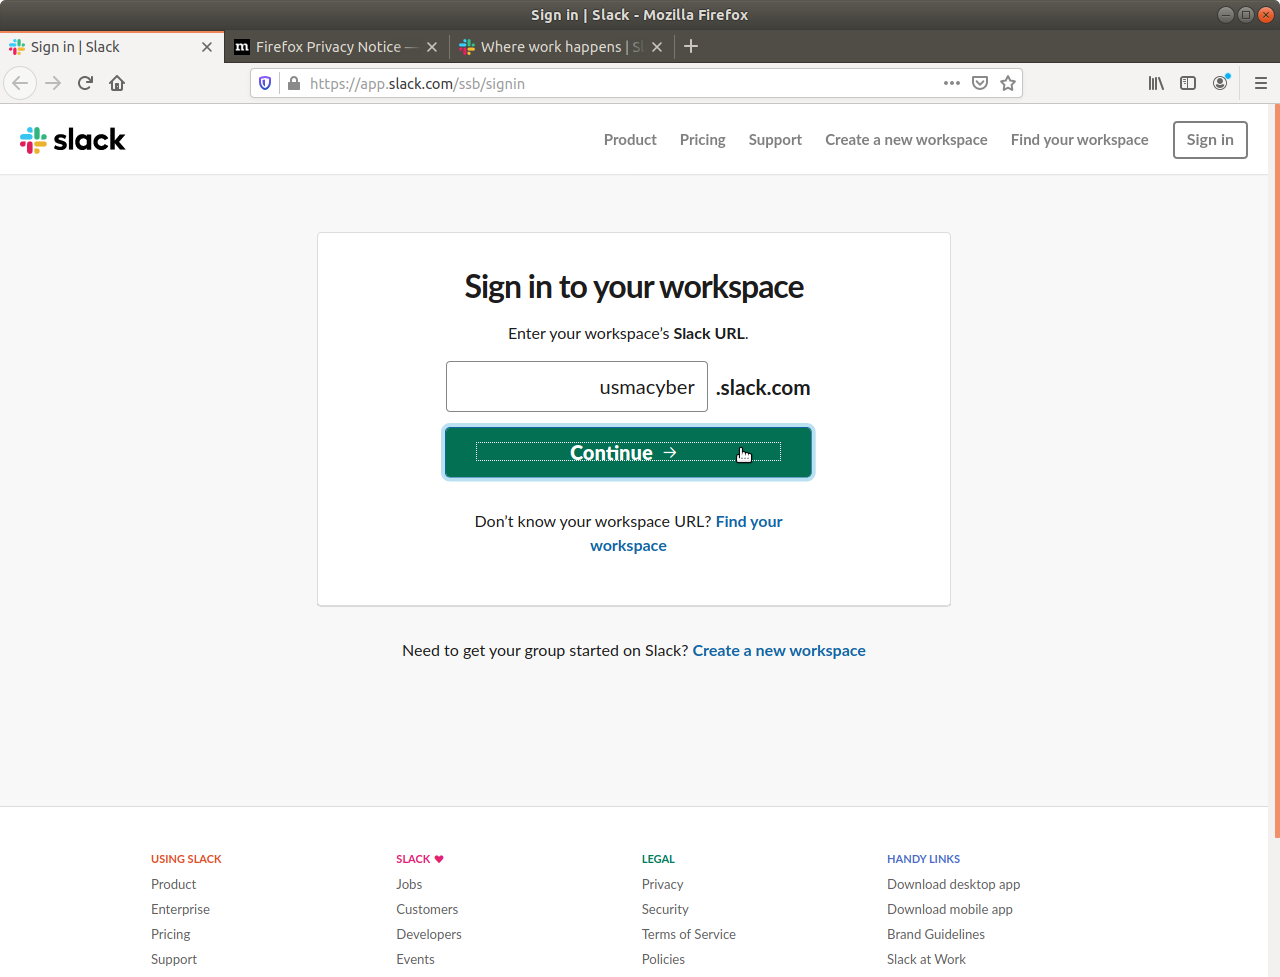 Sign in | Slack - Mozilla Firefox
Sign in | Slack
Firefox Privacy Notice —
Where work happens | Sl
https://app.slack.com/ssb/signin
slack
Product
Pricing
Support
Create a new workspace
Find your workspace
Sign in
Sign in to your workspace
Enter your workspace’s Slack URL.
usmacyber .slack.com
Continue →
Don’t know your workspace URL? Find your
workspace
Need to get your group started on Slack? Create a new workspace
USING SLACK
Product
Enterprise
Pricing
Support
SLACK ♥
Jobs
Customers
Developers
Events
LEGAL
Privacy
Security
Terms of Service
Policies
HANDY LINKS
Download desktop app
Download mobile app
Brand Guidelines
Slack at Work